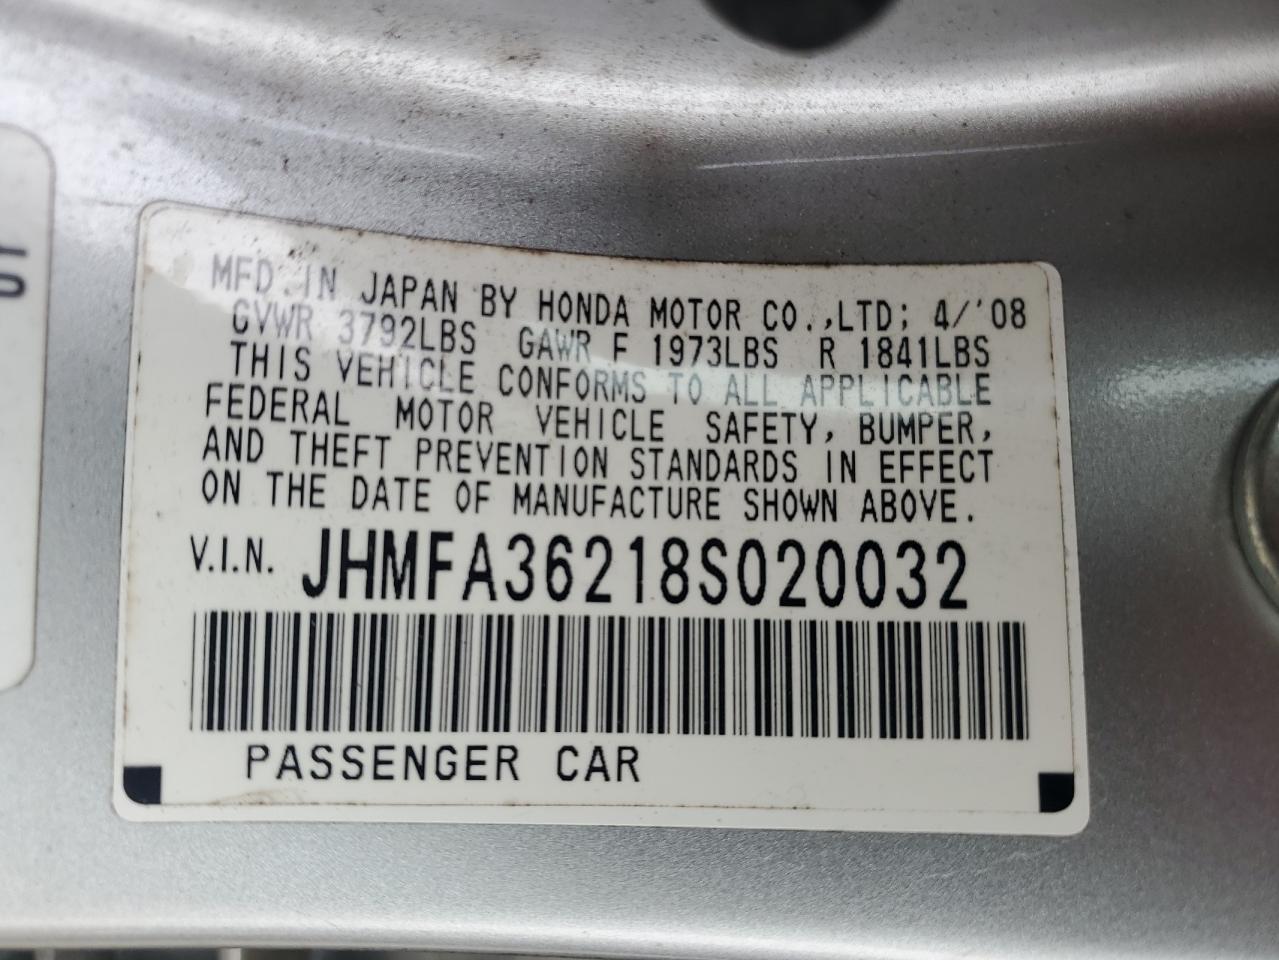 MFD. IN JAPAN BY HONDA MOTOR CO.,LTD; 4/'08
GVWR 3792LBS GAWR F 1973LBS R 1841LBS
THIS VEHICLE CONFORMS TO ALL APPLICABLE
FEDERAL MOTOR VEHICLE SAFETY, BUMPER,
AND THEFT PREVENTION STANDARDS IN EFFECT
ON THE DATE OF MANUFACTURE SHOWN ABOVE.
V.I.N. JHMFA36218S020032
PASSENGER CAR